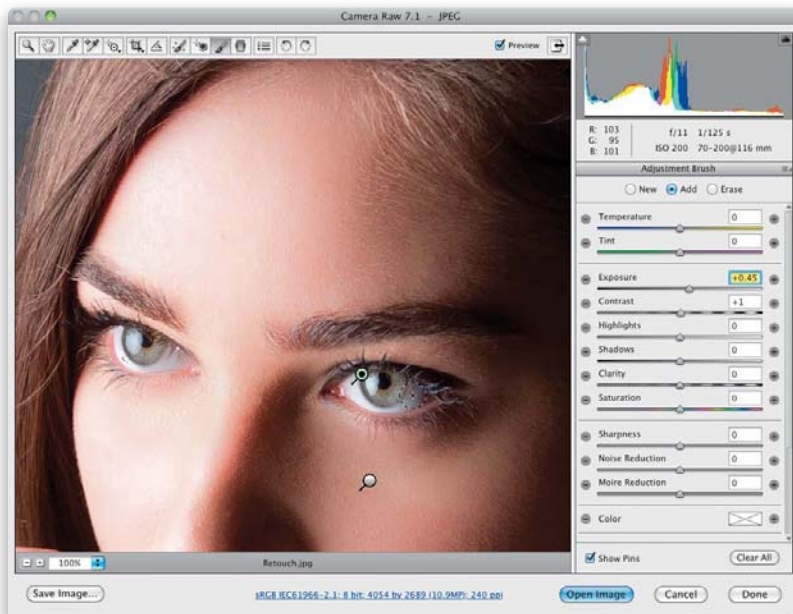 Camera Raw 7.1 – JPEG
Preview
R: 103
G: 95
B: 101
f/11 1/125 s
ISO 200 70-200@116 mm
Adjustment Brush
New Add Erase
Temperature 0
Tint 0
Exposure +0.45
Contrast +1
Highlights 0
Shadows 0
Clarity 0
Saturation 0
Sharpness 0
Noise Reduction 0
Moire Reduction 0
Color
Show Pins Clear All
100% Retouch.jpg
Save Image... sRGB IEC61966-2.1; 8 bit; 4054 by 2689 (10.9MP); 240 ppi Open Image Cancel Done